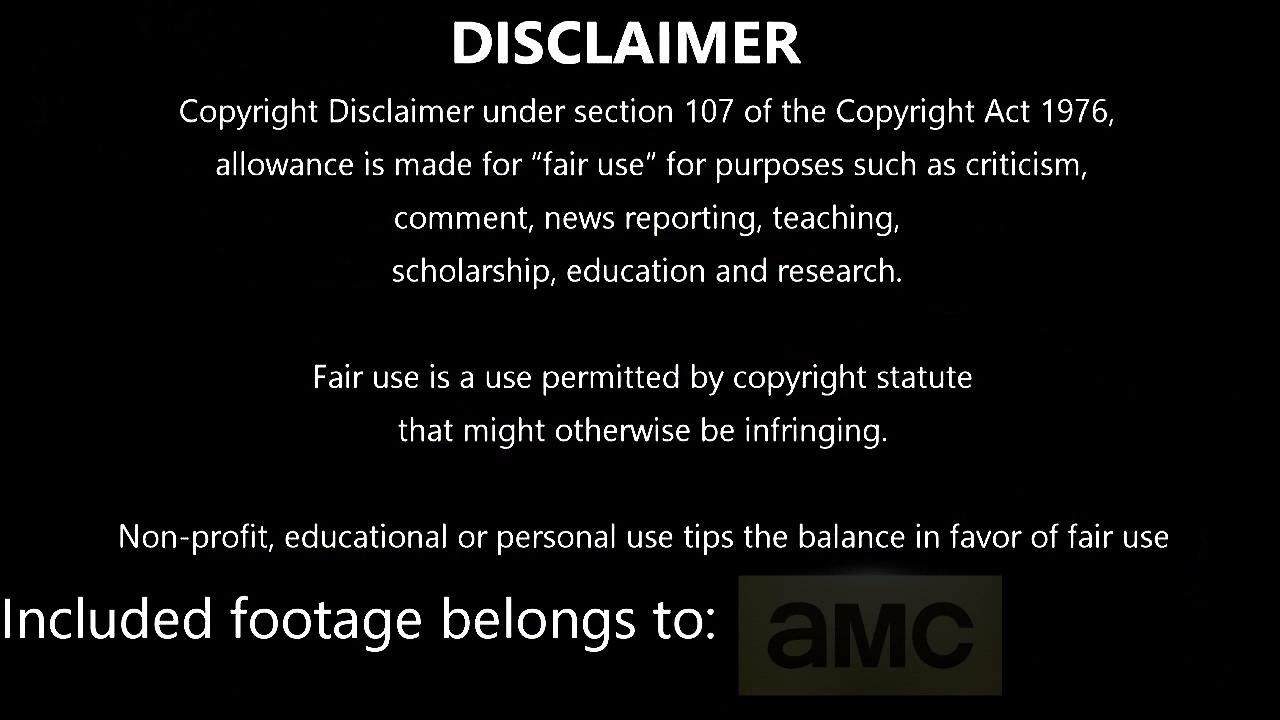 DISCLAIMER
Copyright Disclaimer under section 107 of the Copyright Act 1976,
allowance is made for “fair use” for purposes such as criticism,
comment, news reporting, teaching,
scholarship, education and research.
Fair use is a use permitted by copyright statute
that might otherwise be infringing.
Non-profit, educational or personal use tips the balance in favor of fair use
Included footage belongs to: aMC